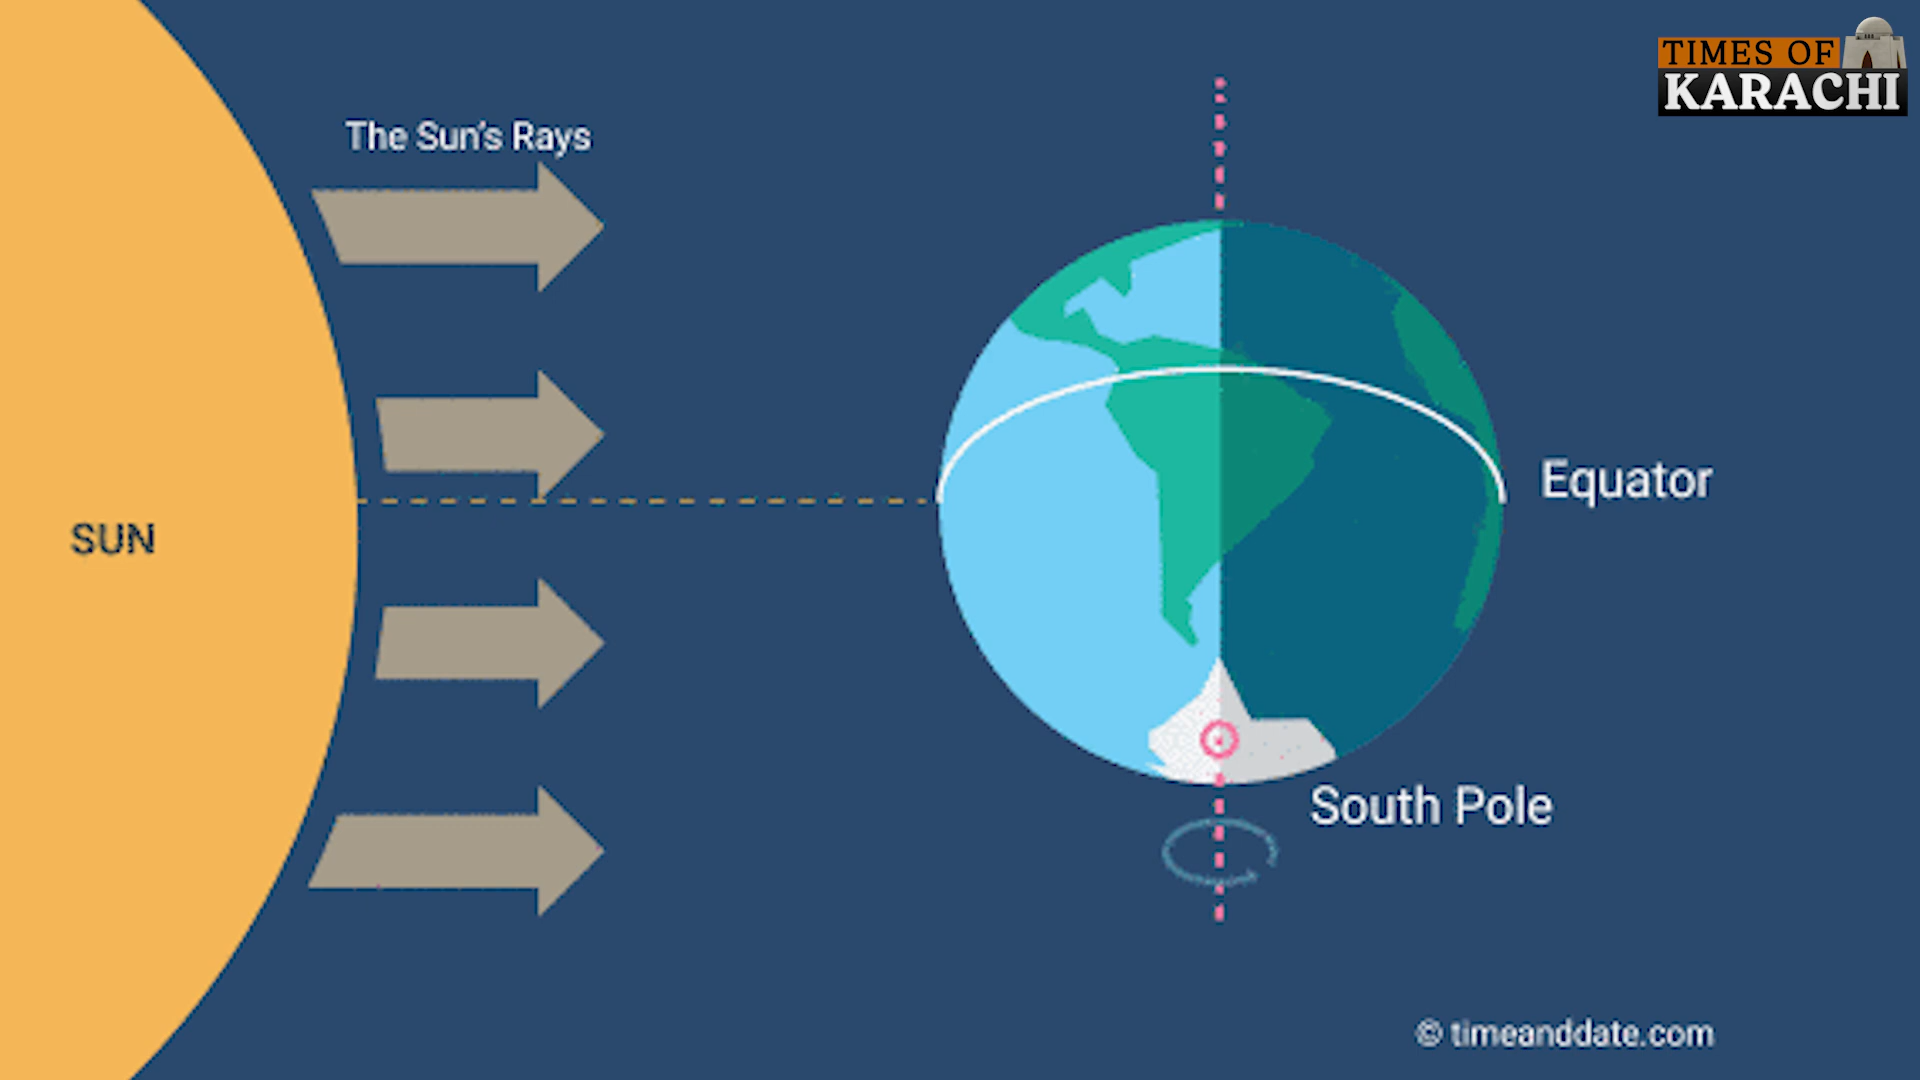 TIMES OF
KARACHI
The Sun's Rays
Equator
SUN
South Pole
© timeanddate.com